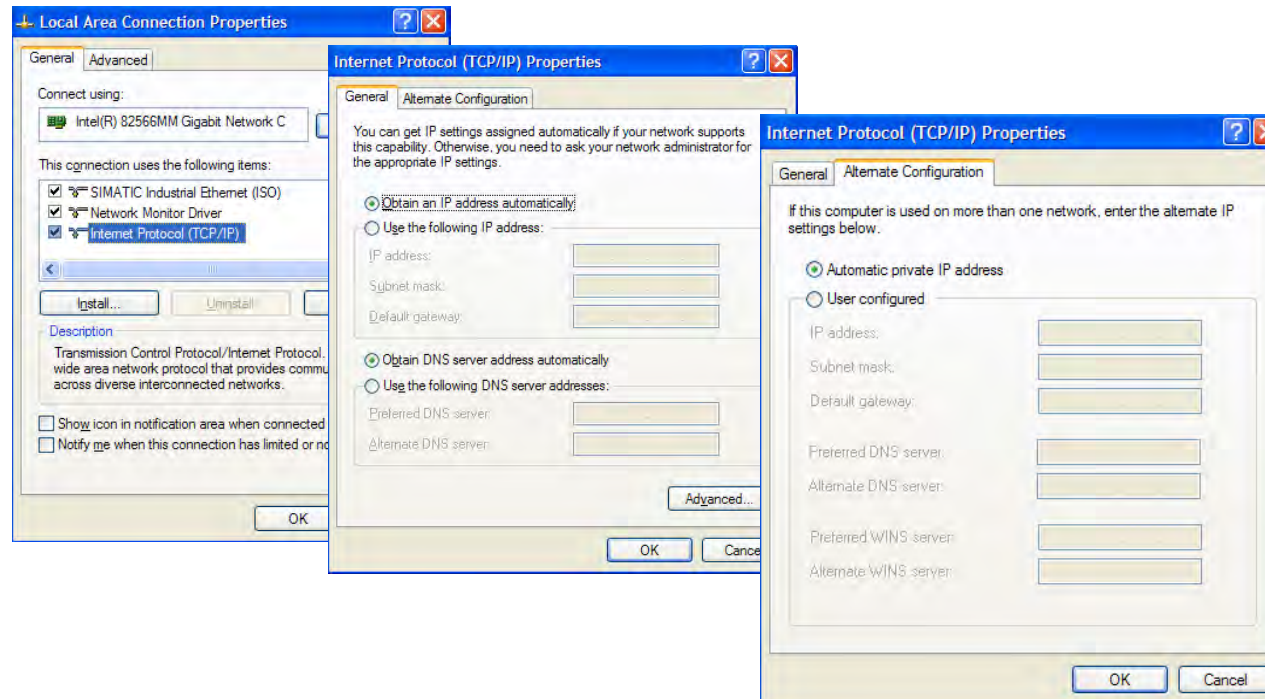 Local Area Connection Properties
General
Advanced
Connect using:
Intel(R) 82566MM Gigabit Network C
This connection uses the following items:
SIMATIC Industrial Ethernet (ISO)
Network Monitor Driver
Internet Protocol (TCP/IP)
Install...
Uninstall
Description
Transmission Control Protocol/Internet Protocol.
wide area network protocol that provides commu
across diverse interconnected networks.
Show icon in notification area when connected
Notify me when this connection has limited or no
OK
Internet Protocol (TCP/IP) Properties
General
Alternate Configuration
You can get IP settings assigned automatically if your network supports
this capability. Otherwise, you need to ask your network administrator for
the appropriate IP settings.
Obtain an IP address automatically
Use the following IP address:
IP address:
Subnet mask:
Default gateway:
Obtain DNS server address automatically
Use the following DNS server addresses:
Preferred DNS server:
Alternate DNS server:
Advanced...
OK
Cance
Internet Protocol (TCP/IP) Properties
General
Alternate Configuration
If this computer is used on more than one network, enter the alternate IP
settings below.
Automatic private IP address
User configured
IP address:
Subnet mask:
Default gateway:
Preferred DNS server:
Alternate DNS server:
Preferred WINS server:
Alternate WINS server:
OK
Cancel